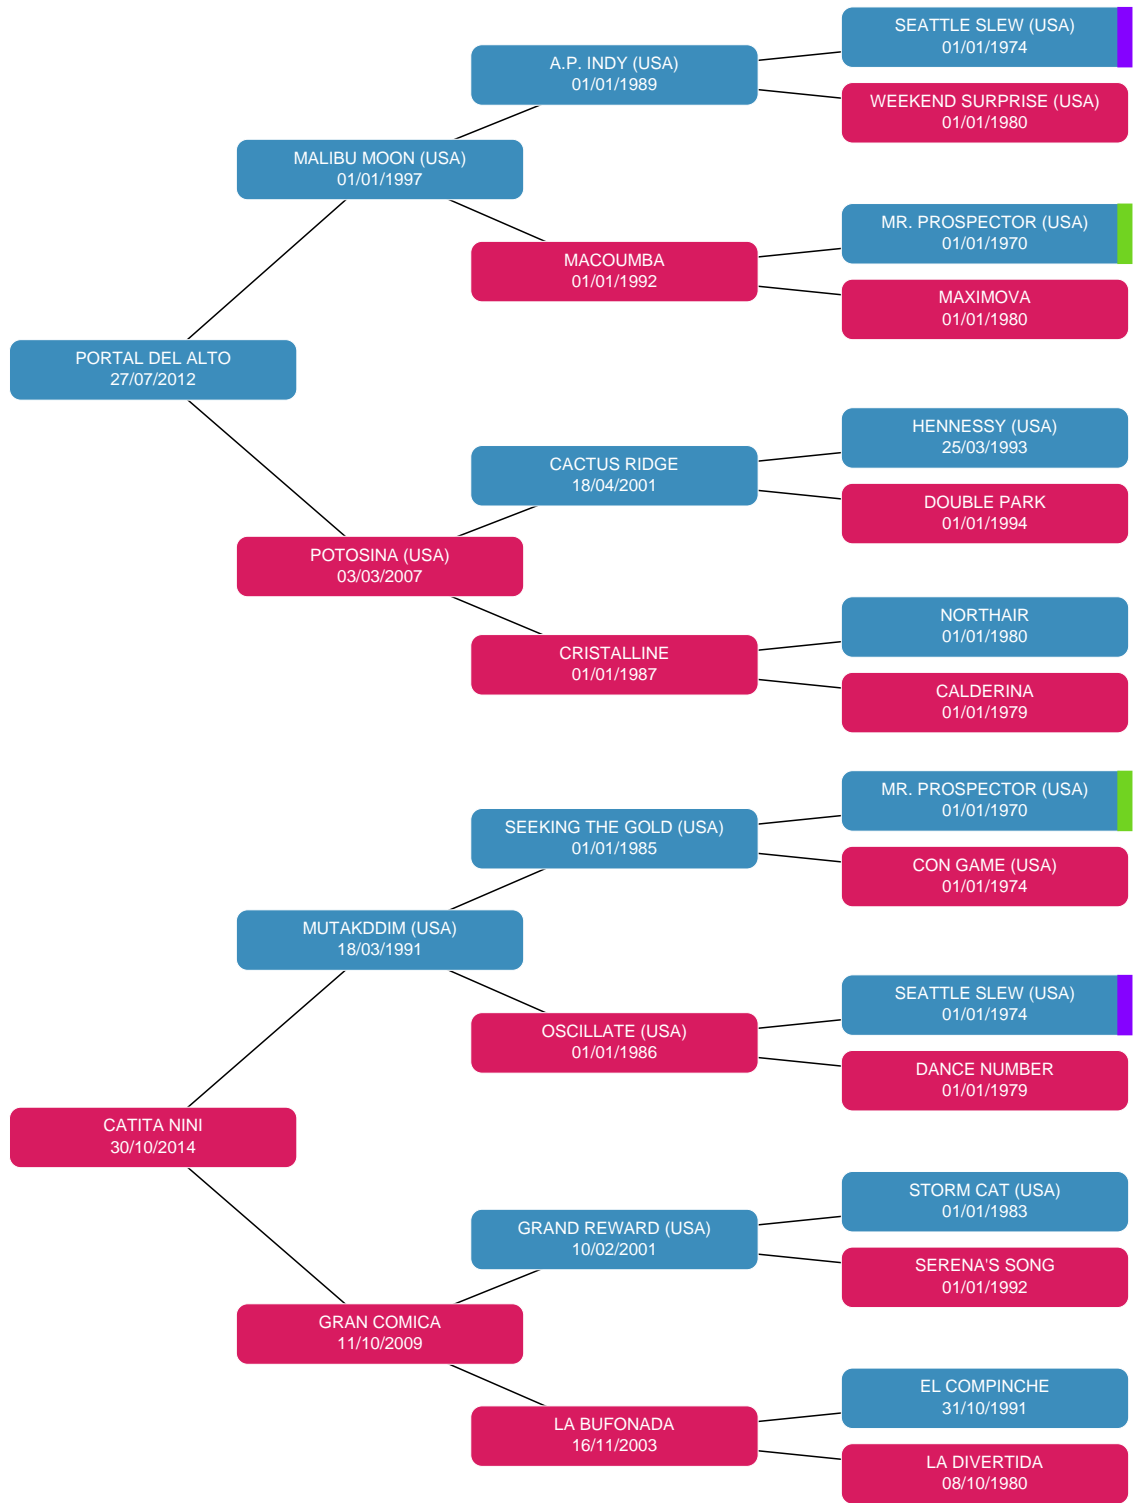 SEATTLE SLEW (USA)
01/01/1974
A.P. INDY (USA)
01/01/1989
WEEKEND SURPRISE (USA)
01/01/1980
MALIBU MOON (USA)
01/01/1997
MR. PROSPECTOR (USA)
01/01/1970
MACOUMBA
01/01/1992
MAXIMOVA
01/01/1980
PORTAL DEL ALTO
27/07/2012
HENNESSY (USA)
25/03/1993
CACTUS RIDGE
18/04/2001
DOUBLE PARK
01/01/1994
POTOSINA (USA)
03/03/2007
NORTHAIR
01/01/1980
CRISTALLINE
01/01/1987
CALDERINA
01/01/1979
MR. PROSPECTOR (USA)
01/01/1970
SEEKING THE GOLD (USA)
01/01/1985
CON GAME (USA)
01/01/1974
MUTAKDDIM (USA)
18/03/1991
SEATTLE SLEW (USA)
01/01/1974
OSCILLATE (USA)
01/01/1986
DANCE NUMBER
01/01/1979
CATITA NINI
30/10/2014
STORM CAT (USA)
01/01/1983
GRAND REWARD (USA)
10/02/2001
SERENA'S SONG
01/01/1992
GRAN COMICA
11/10/2009
EL COMPINCHE
31/10/1991
LA BUFONADA
16/11/2003
LA DIVERTIDA
08/10/1980